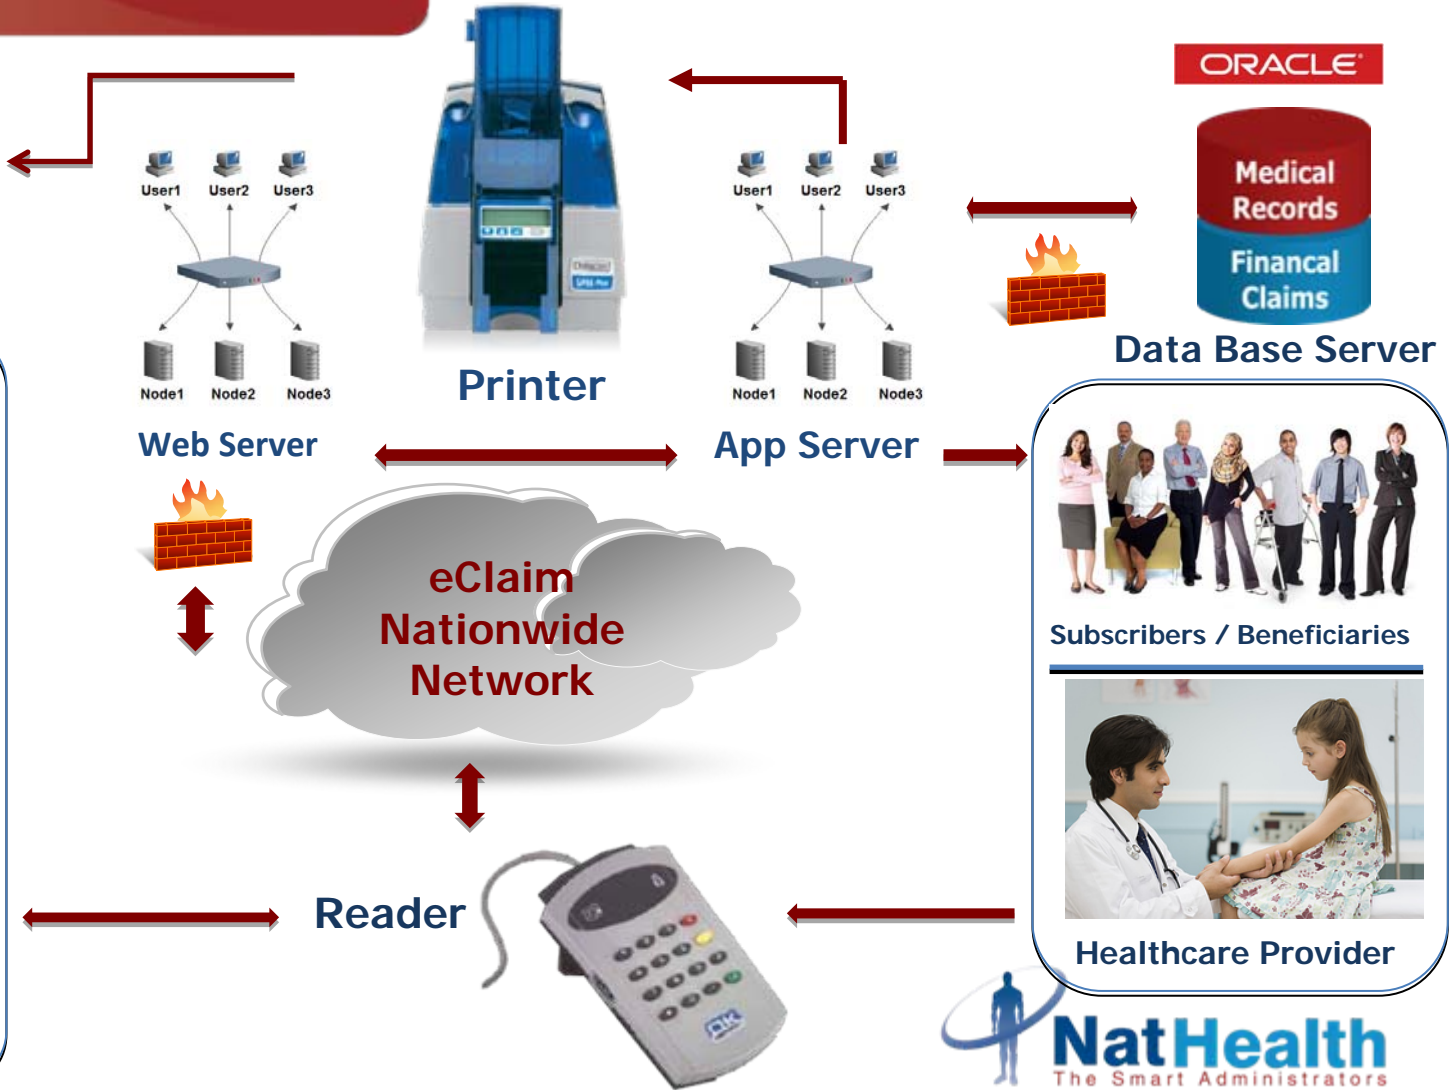 ORACLE
Medical
Records
Financal
Claims
Data Base Server
User1 User2 User3
Node1 Node2 Node3
Web Server
Printer
User1 User2 User3
Node1 Node2 Node3
App Server
eClaim
Nationwide
Network
Subscribers / Beneficiaries
Healthcare Provider
Reader
OK
NatHealth
The Smart Administrators